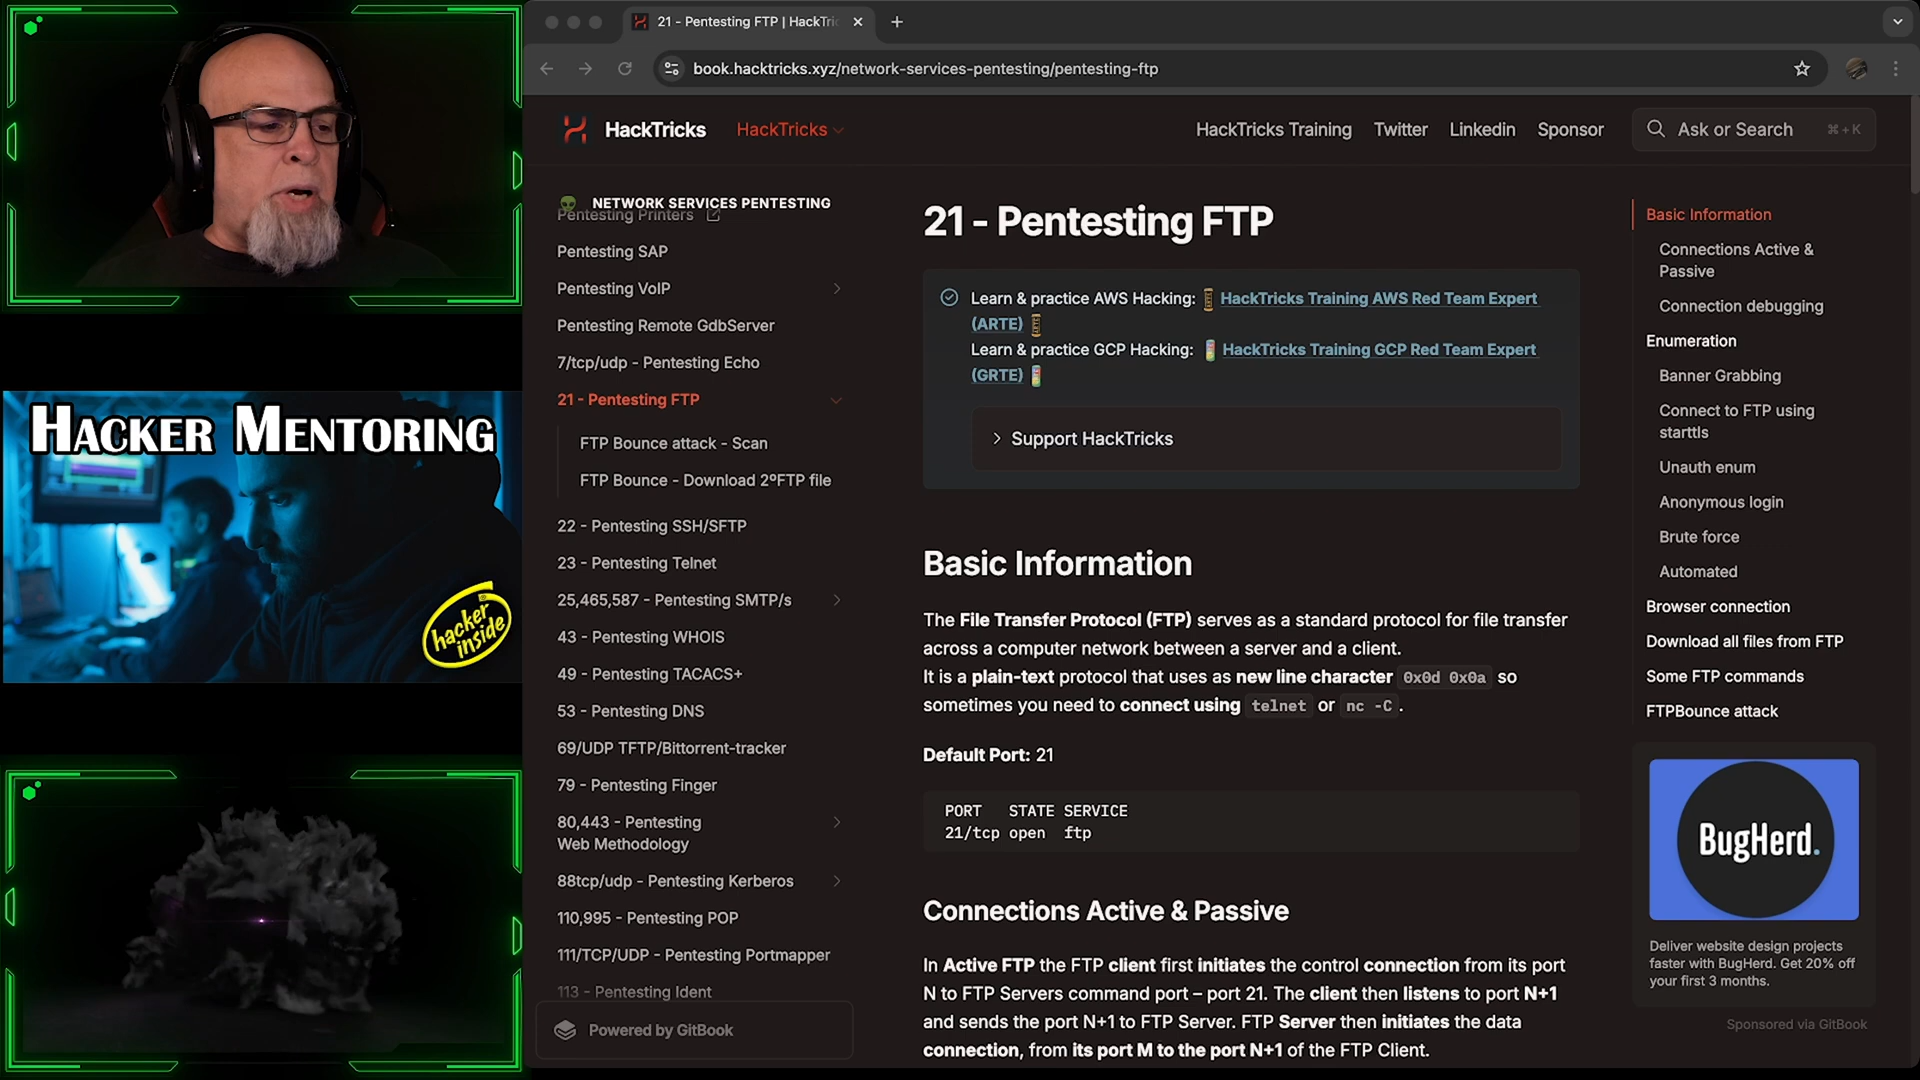 21 - Pentesting FTP | HackTri
book.hacktricks.xyz/network-services-pentesting/pentesting-ftp
HackTricks
HackTricks
HackTricks Training
Twitter
Linkedin
Sponsor
Ask or Search
⌘+K
HACKER MENTORING
hacker
inside
NETWORK SERVICES PENTESTING
Pentesting Printers
Pentesting SAP
Pentesting VoIP
Pentesting Remote GdbServer
7/tcp/udp - Pentesting Echo
21 - Pentesting FTP
FTP Bounce attack - Scan
FTP Bounce - Download 2ºFTP file
22 - Pentesting SSH/SFTP
23 - Pentesting Telnet
25,465,587 - Pentesting SMTP/s
43 - Pentesting WHOIS
49 - Pentesting TACACS+
53 - Pentesting DNS
69/UDP TFTP/Bittorrent-tracker
79 - Pentesting Finger
80,443 - Pentesting
Web Methodology
88tcp/udp - Pentesting Kerberos
110,995 - Pentesting POP
111/TCP/UDP - Pentesting Portmapper
113 - Pentesting Ident
Powered by GitBook
21 - Pentesting FTP
Learn & practice AWS Hacking: HackTricks Training AWS Red Team Expert
(ARTE)
Learn & practice GCP Hacking: HackTricks Training GCP Red Team Expert
(GRTE)
Support HackTricks
Basic Information
The File Transfer Protocol (FTP) serves as a standard protocol for file transfer
across a computer network between a server and a client.
It is a plain-text protocol that uses as new line character 0x0d 0x0a so
sometimes you need to connect using telnet or nc -C.
Default Port: 21
PORT STATE SERVICE
21/tcp open ftp
Connections Active & Passive
In Active FTP the FTP client first initiates the control connection from its port
N to FTP Servers command port – port 21. The client then listens to port N+1
and sends the port N+1 to FTP Server. FTP Server then initiates the data
connection, from its port M to the port N+1 of the FTP Client.
Basic Information
Connections Active &
Passive
Connection debugging
Enumeration
Banner Grabbing
Connect to FTP using
starttls
Unauth enum
Anonymous login
Brute force
Automated
Browser connection
Download all files from FTP
Some FTP commands
FTPBounce attack
BugHerd.
Deliver website design projects
faster with BugHerd. Get 20% off
your first 3 months.
Sponsored via GitBook